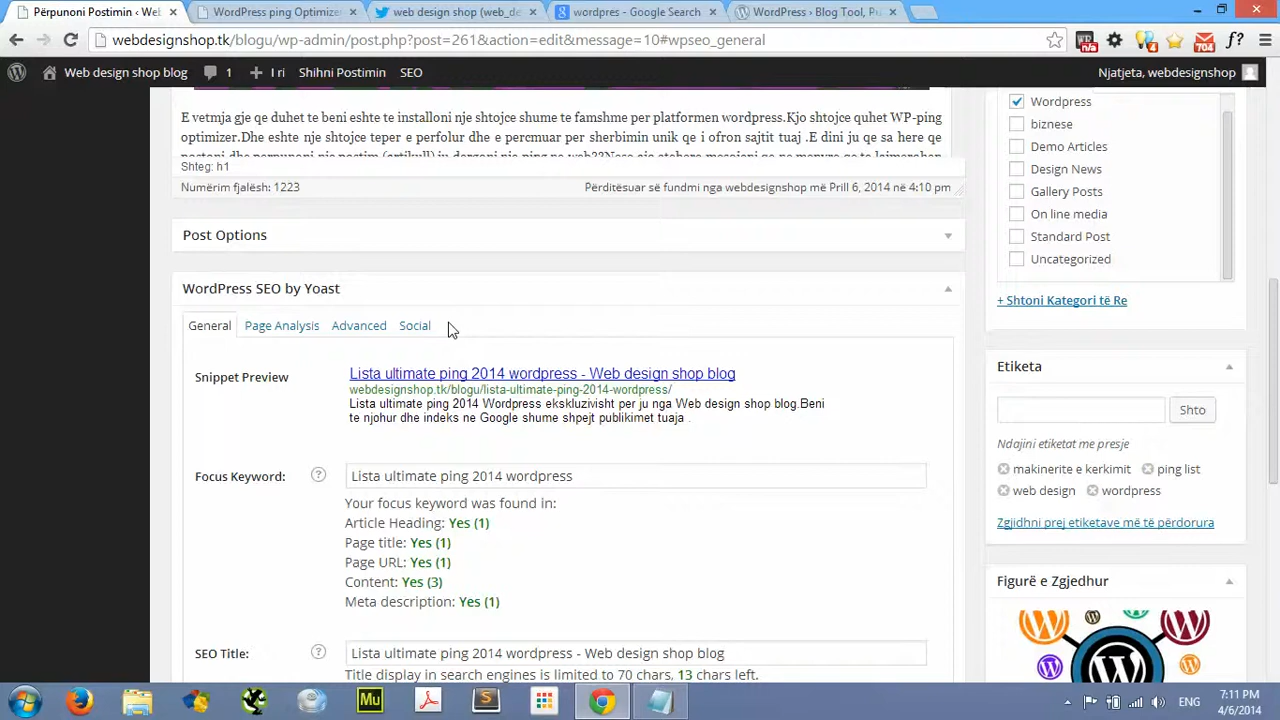 Përpunoni Postimin ‹ Web
WordPress ping Optimizer
web design shop (web_de
wordpres - Google Search
WordPress › Blog Tool, Pu
webdesignshop.tk/blogu/wp-admin/post.php?post=261&action=edit&message=10#wpseo_general
n/a
4
704
f?
Web design shop blog
1
I ri
Shihni Postimin
SEO
Njatjeta, webdesignshop
E vetmja gje qe duhet te beni eshte te installoni nje shtojce shume te famshme per platformen wordpress.Kjo shtojce quhet WP-ping
optimizer.Dhe eshte nje shtojce teper e perfolur dhe e percmuar per sherbimin unik qe i ofron sajtit tuaj .E dini ju qe sa here qe
Shteg: h1
Numërim fjalësh: 1223
Përditësuar së fundmi nga webdesignshop më Prill 6, 2014 në 4:10 pm
Post Options
WordPress SEO by Yoast
General
Page Analysis
Advanced
Social
Snippet Preview
Lista ultimate ping 2014 wordpress - Web design shop blog
webdesignshop.tk/blogu/lista-ultimate-ping-2014-wordpress/
Lista ultimate ping 2014 Wordpress ekskluzivisht per ju nga Web design shop blog.Beni
te njohur dhe indeks ne Google shume shpejt publikimet tuaja .
Focus Keyword:
?
Lista ultimate ping 2014 wordpress
Your focus keyword was found in:
Article Heading: Yes (1)
Page title: Yes (1)
Page URL: Yes (1)
Content: Yes (3)
Meta description: Yes (1)
SEO Title:
?
Lista ultimate ping 2014 wordpress - Web design shop blog
Title display in search engines is limited to 70 chars, 13 chars left.
Wordpress
biznese
Demo Articles
Design News
Gallery Posts
On line media
Standard Post
Uncategorized
+ Shtoni Kategori të Re
Etiketa
Shto
Ndajini etiketat me presje
makinerite e kerkimit
ping list
web design
wordpress
Zgjidhni prej etiketave më të përdorura
Figurë e Zgjedhur
Mu
S
ENG
7:11 PM
4/6/2014